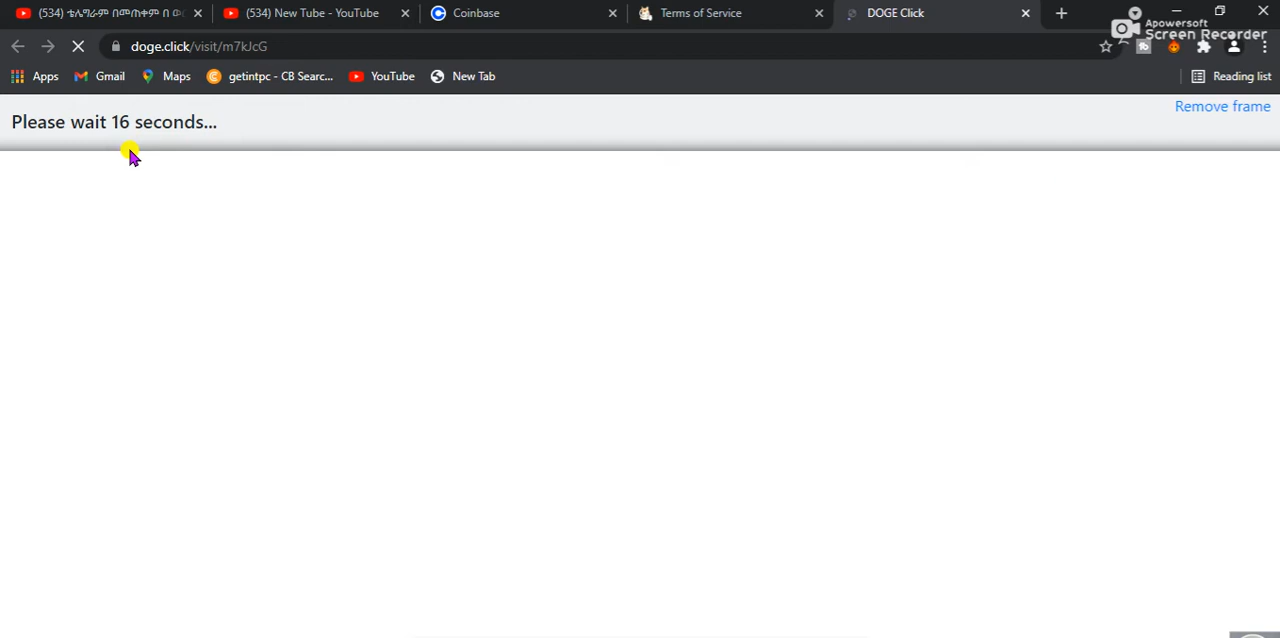 (534) ቴሌግራም በመጠቀም በ
(534) New Tube - YouTube
Coinbase
Terms of Service
DOGE Click
Apowersoft
Screen Recorder
doge.click/visit/m7kJcG
Apps
Gmail
Maps
getintpc - CB Searc...
YouTube
New Tab
Reading list
Please wait 16 seconds...
Remove frame